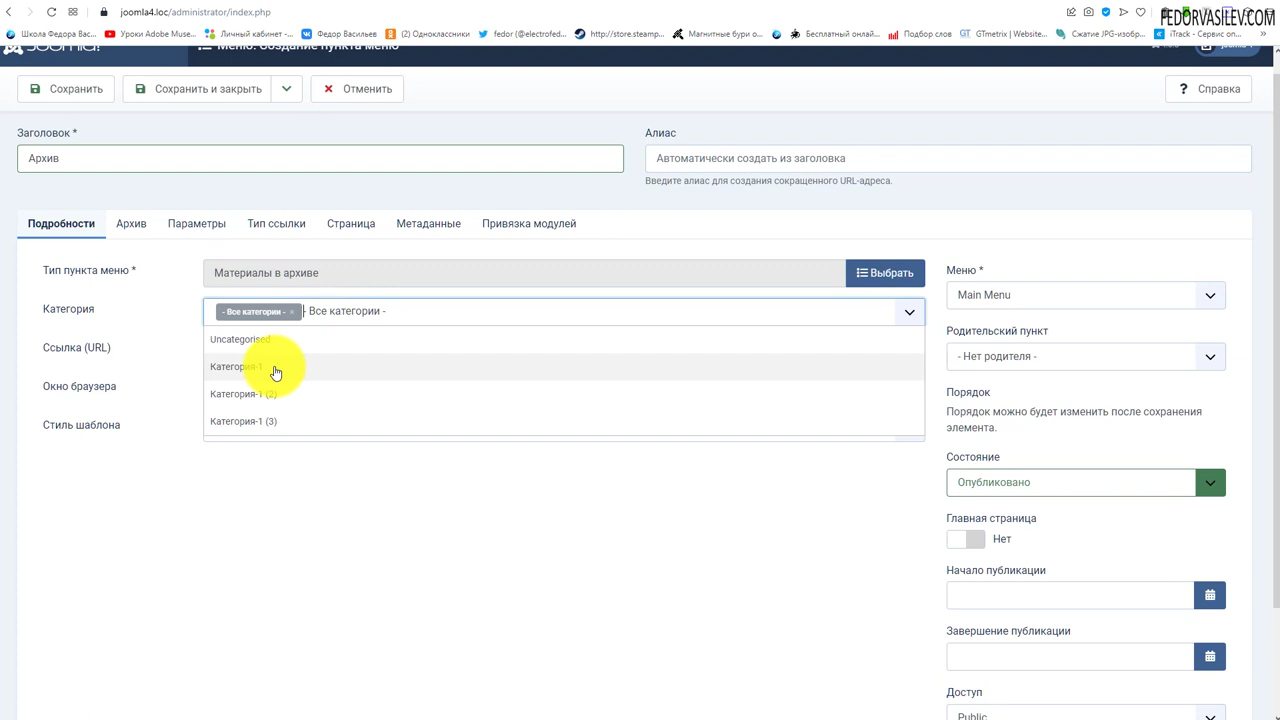 joomla4.loc/administrator/index.php
FEDORVASILEV.COM
Школа Федора Вас...
Уроки Adobe Muse...
Личный кабинет -...
Федор Васильев
(2) Одноклассники
fedor (@electrofed...
http://store.steamp...
Магнитные бури о...
Бесплатный онлай...
Подбор слов
GTmetrix | Website...
Сжатие JPG-изобр...
iTrack - Сервис оп...
Joomla!
Меню: Создание пункта меню
Сохранить
Сохранить и закрыть
Отменить
? Справка
Заголовок *
Алиас
Архив
Автоматически создать из заголовка
Введите алиас для создания сокращенного URL-адреса.
Подробности
Архив
Параметры
Тип ссылки
Страница
Метаданные
Привязка модулей
Тип пункта меню *
Материалы в архиве
Выбрать
Категория
- Все категории -
- Все категории -
Uncategorised
Категория-1
Категория-1 (2)
Категория-1 (3)
Ссылка (URL)
Окно браузера
Стиль шаблона
Меню *
Main Menu
Родительский пункт
- Нет родителя -
Порядок
Порядок можно будет изменить после сохранения
элемента.
Состояние
Опубликовано
Главная страница
Нет
Начало публикации
Завершение публикации
Доступ
Public